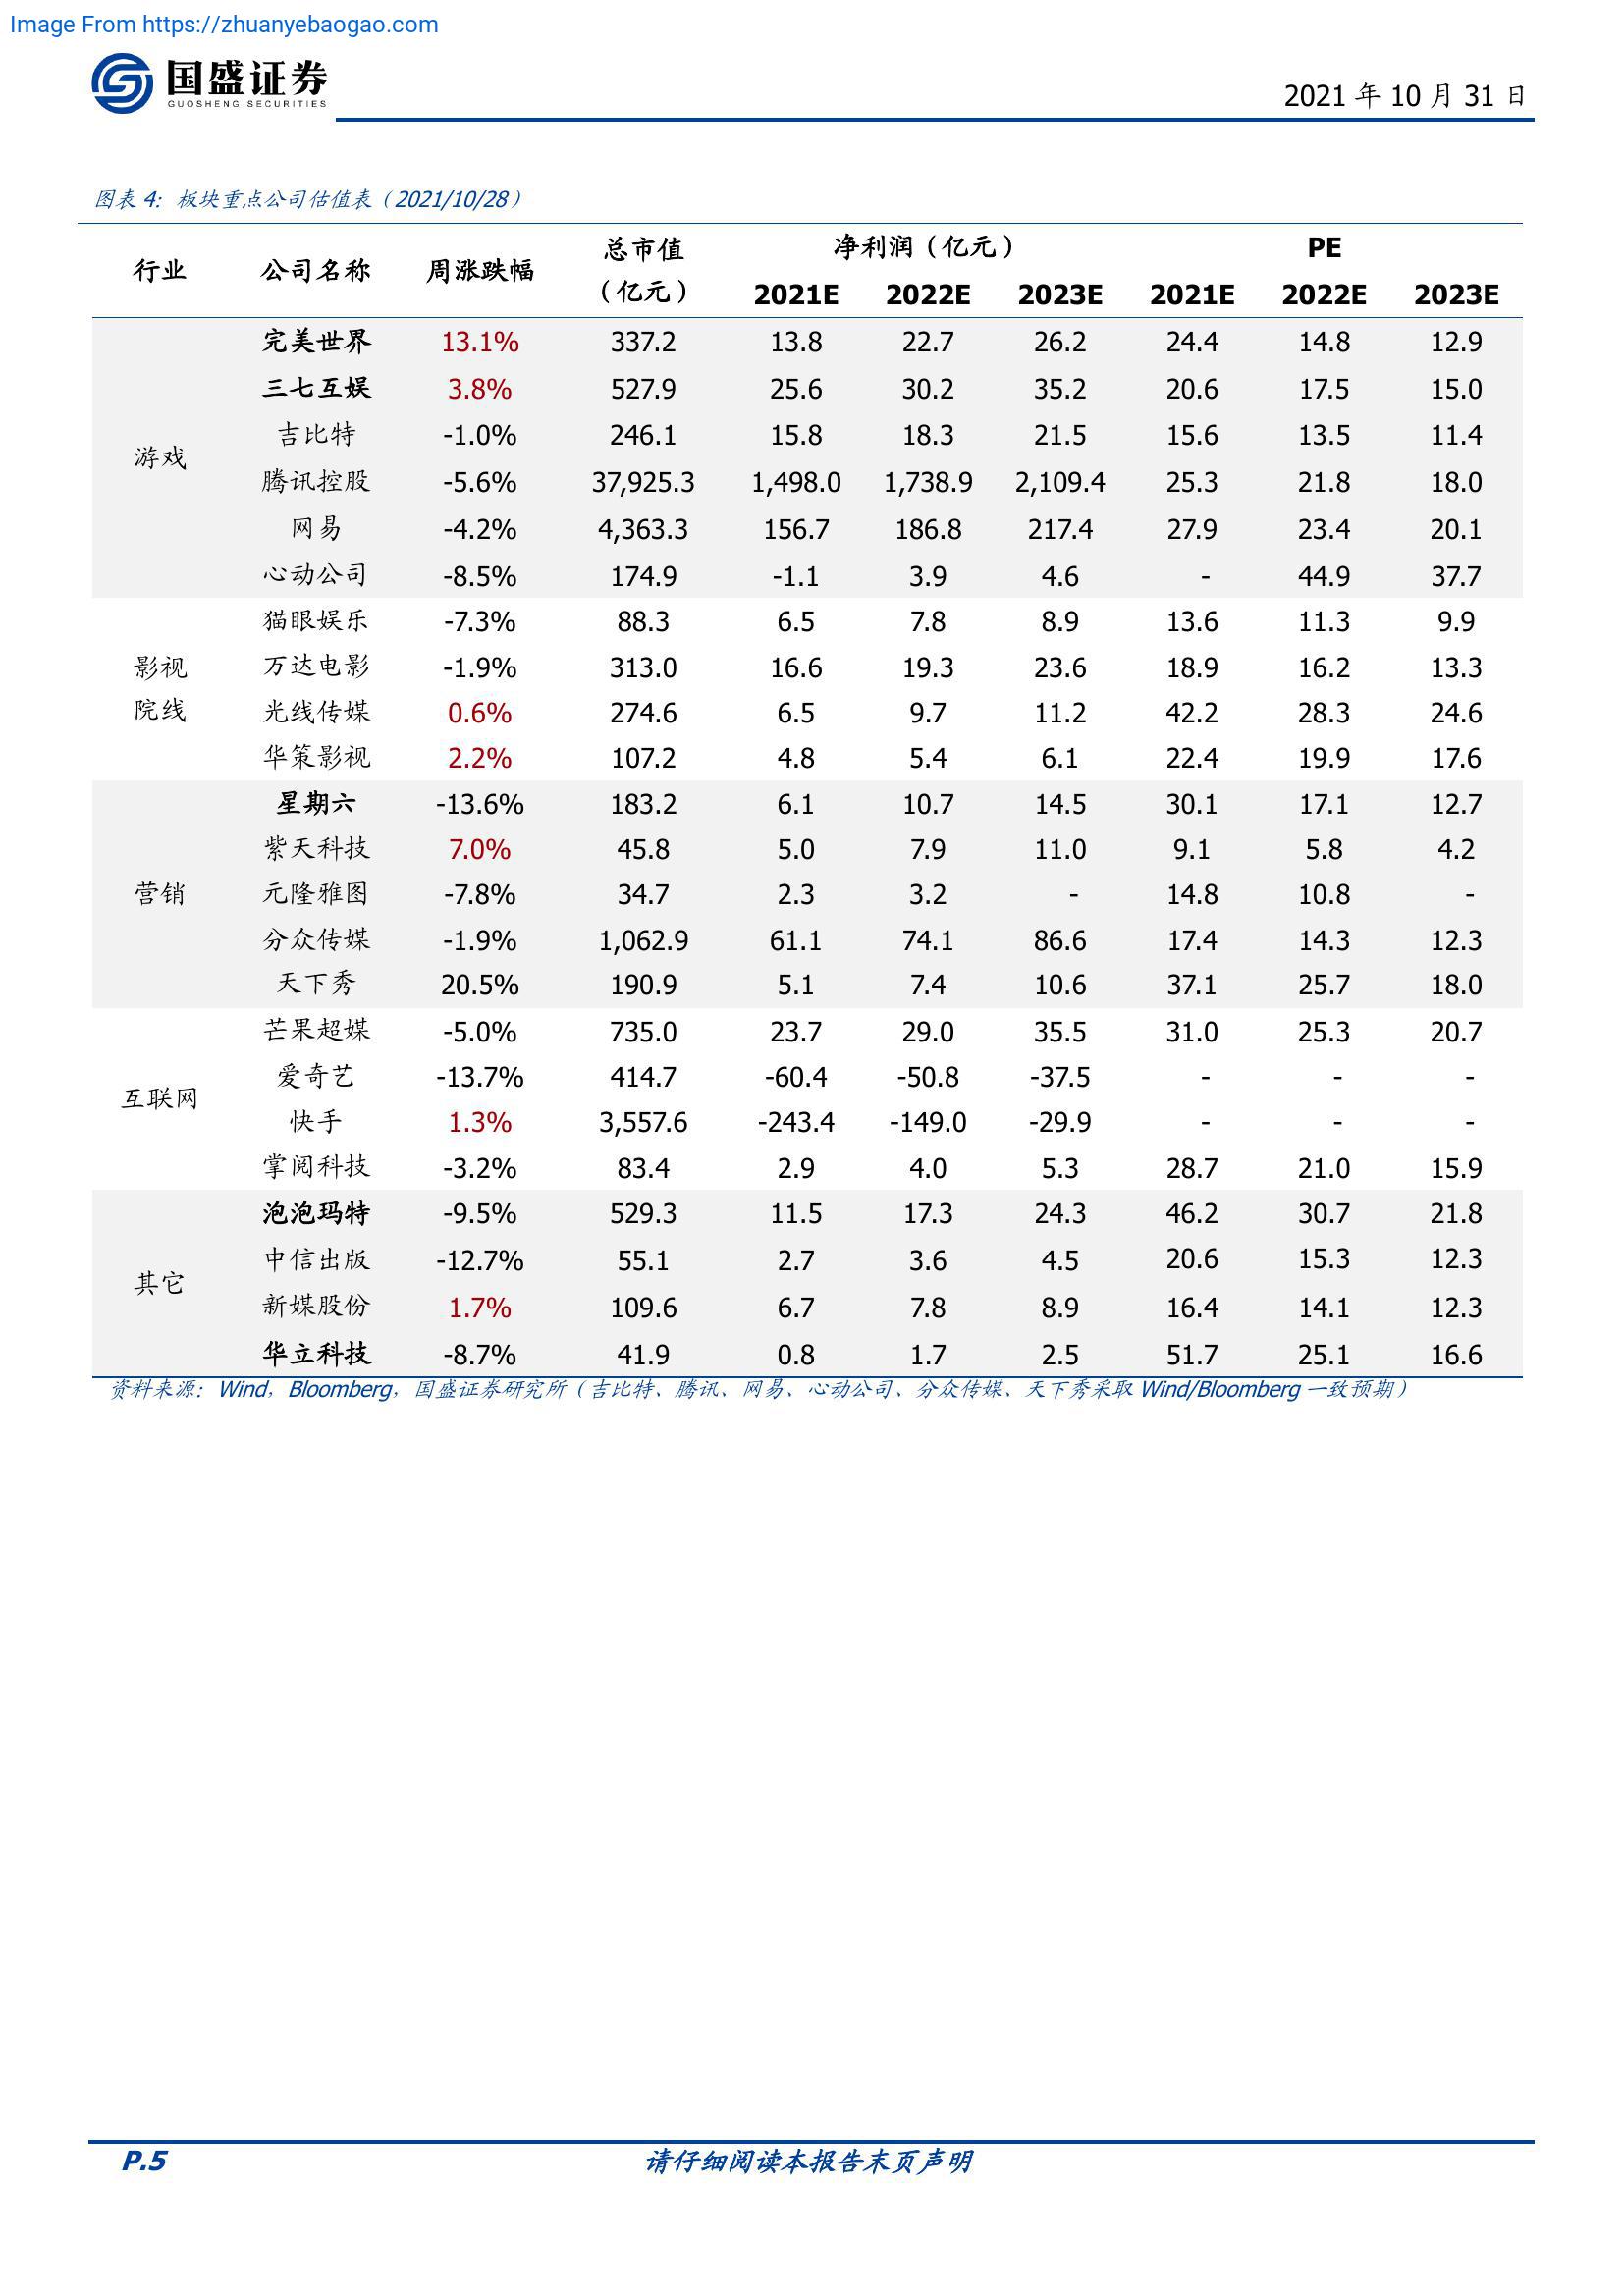 Image From https://zhuanyebaogao.com
国盛证券
GUOSHENG SECURITIES
2021 年 10 月 31 日
图表 4：板块重点公司估值表（2021/10/28）
行业 公司名称 周涨跌幅 总市值（亿元） 净利润（亿元） PE
2021E 2022E 2023E 2021E 2022E 2023E
游戏
完美世界 13.1% 337.2 13.8 22.7 26.2 24.4 14.8 12.9
三七互娱 3.8% 527.9 25.6 30.2 35.2 20.6 17.5 15.0
吉比特 -1.0% 246.1 15.8 18.3 21.5 15.6 13.5 11.4
腾讯控股 -5.6% 37,925.3 1,498.0 1,738.9 2,109.4 25.3 21.8 18.0
网易 -4.2% 4,363.3 156.7 186.8 217.4 27.9 23.4 20.1
心动公司 -8.5% 174.9 -1.1 3.9 4.6 - 44.9 37.7
影视
院线
猫眼娱乐 -7.3% 88.3 6.5 7.8 8.9 13.6 11.3 9.9
万达电影 -1.9% 313.0 16.6 19.3 23.6 18.9 16.2 13.3
光线传媒 0.6% 274.6 6.5 9.7 11.2 42.2 28.3 24.6
华策影视 2.2% 107.2 4.8 5.4 6.1 22.4 19.9 17.6
营销
星期六 -13.6% 183.2 6.1 10.7 14.5 30.1 17.1 12.7
紫天科技 7.0% 45.8 5.0 7.9 11.0 9.1 5.8 4.2
元隆雅图 -7.8% 34.7 2.3 3.2 - 14.8 10.8 -
分众传媒 -1.9% 1,062.9 61.1 74.1 86.6 17.4 14.3 12.3
天下秀 20.5% 190.9 5.1 7.4 10.6 37.1 25.7 18.0
互联网
芒果超媒 -5.0% 735.0 23.7 29.0 35.5 31.0 25.3 20.7
爱奇艺 -13.7% 414.7 -60.4 -50.8 -37.5 - - -
快手 1.3% 3,557.6 -243.4 -149.0 -29.9 - - -
掌阅科技 -3.2% 83.4 2.9 4.0 5.3 28.7 21.0 15.9
其它
泡泡玛特 -9.5% 529.3 11.5 17.3 24.3 46.2 30.7 21.8
中信出版 -12.7% 55.1 2.7 3.6 4.5 20.6 15.3 12.3
新媒股份 1.7% 109.6 6.7 7.8 8.9 16.4 14.1 12.3
华立科技 -8.7% 41.9 0.8 1.7 2.5 51.7 25.1 16.6
资料来源：Wind，Bloomberg，国盛证券研究所（吉比特、腾讯、网易、心动公司、分众传媒、天下秀采取 Wind/Bloomberg 一致预期）
P.5
请仔细阅读本报告末页声明